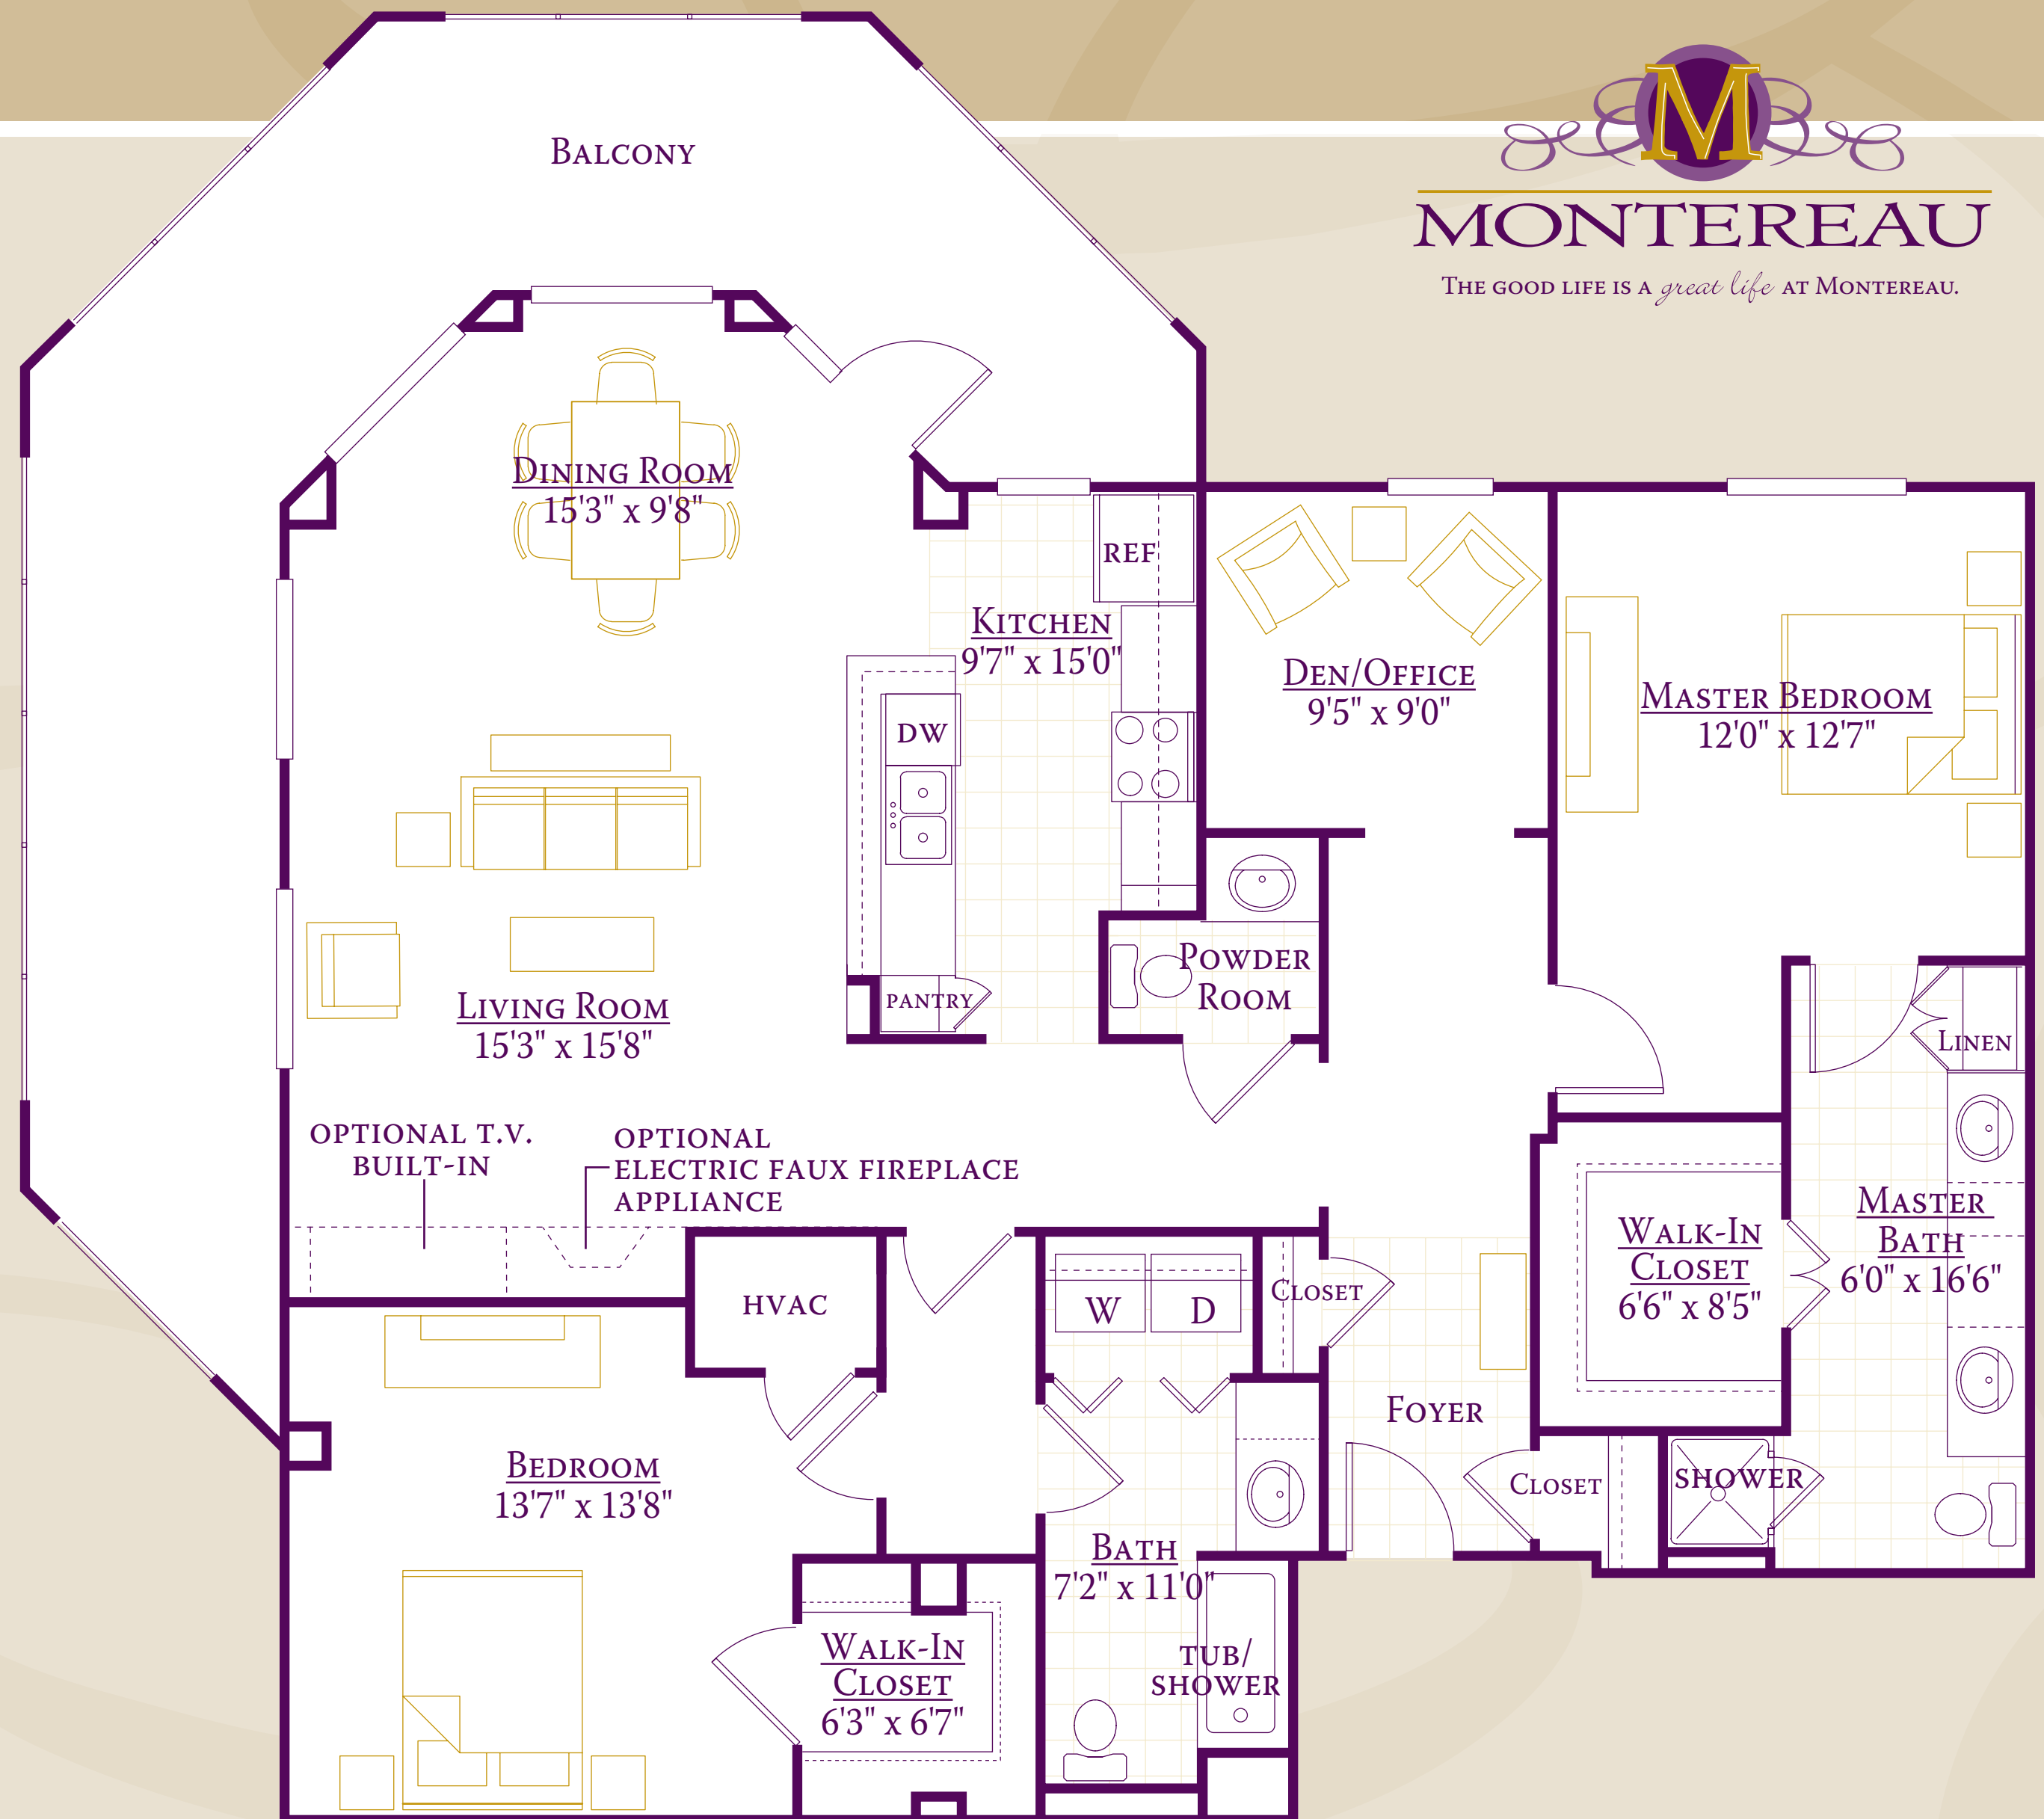 Balcony
M
MONTEREAU
The good life is a great life at Montereau.
Dining Room
15'3" x 9'8"
REF
Kitchen
9'7" x 15'0"
DW
Den/Office
9'5" x 9'0"
Master Bedroom
12'0" x 12'7"
Powder
Room
PANTRY
Living Room
15'3" x 15'8"
Linen
OPTIONAL T.V.
BUILT-IN
OPTIONAL
ELECTRIC FAUX FIREPLACE
APPLIANCE
Master
Bath
6'0" x 16'6"
Walk-In
Closet
6'6" x 8'5"
HVAC
W
D
Closet
Foyer
Bedroom
13'7" x 13'8"
Closet
SHOWER
Bath
7'2" x 11'0"
Walk-In
Closet
6'3" x 6'7"
TUB/
SHOWER